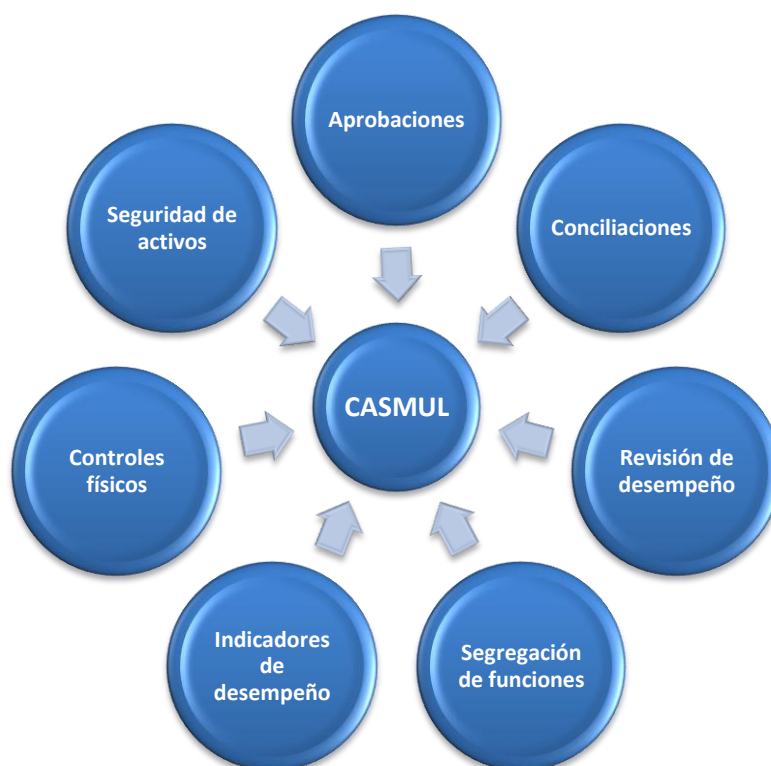 Aprobaciones
Conciliaciones
Revisión de
desempeño
Segregación
de funciones
Indicadores
de
desempeño
Controles
físicos
Seguridad de
activos
CASMUL